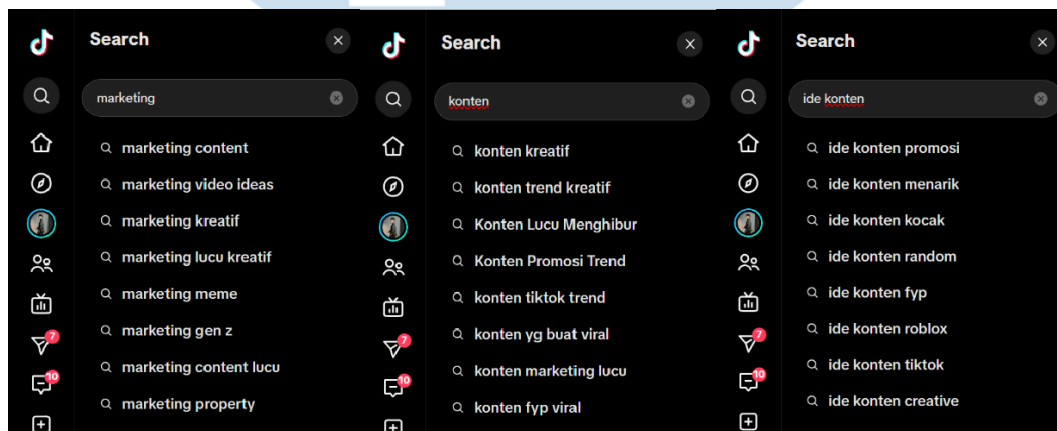 Search
marketing
marketing content
marketing video ideas
marketing kreatif
marketing lucu kreatif
marketing meme
marketing gen z
marketing content lucu
marketing property
7
10
Search
konten
konten kreatif
konten trend kreatif
Konten Lucu Menghibur
Konten Promosi Trend
konten tiktok trend
konten yg buat viral
konten marketing lucu
konten fyp viral
7
10
Search
ide konten
ide konten promosi
ide konten menarik
ide konten kocak
ide konten random
ide konten fyp
ide konten roblox
ide konten tiktok
ide konten creative
7
10